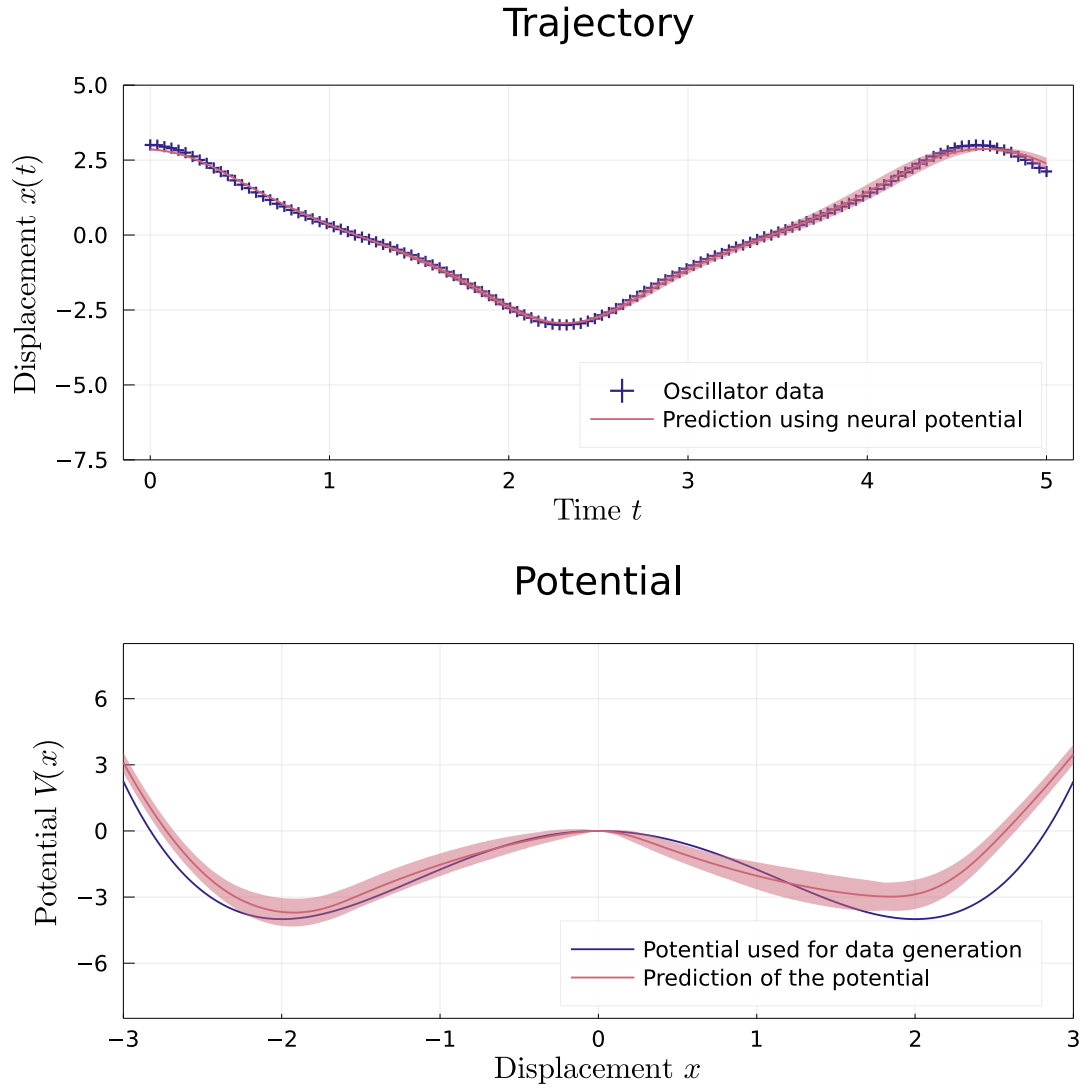 Trajectory
5.0
2.5
0.0
−2.5
−5.0
−7.5
Displacement x(t)
Oscillator data
Prediction using neural potential
0 1 2 3 4 5
Time t
Potential
6
3
0
−3
−6
Potential V(x)
Potential used for data generation
Prediction of the potential
−3 −2 −1 0 1 2 3
Displacement x